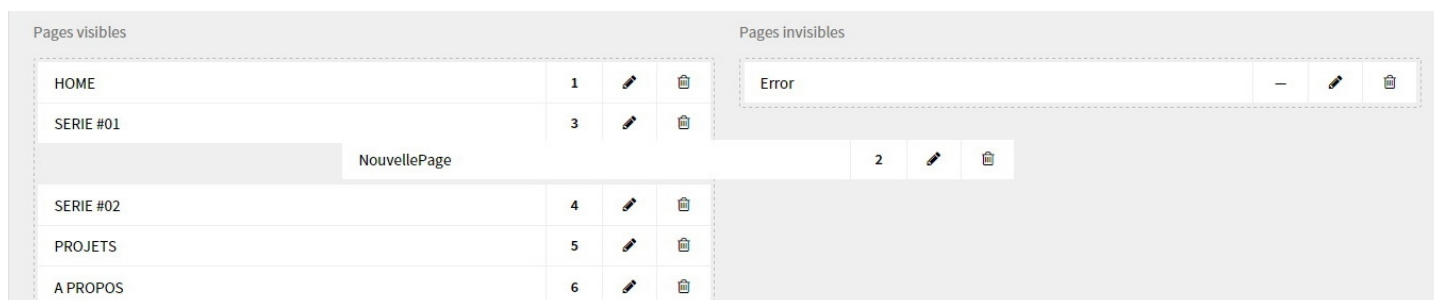 Pages visibles Pages invisibles
HOME 1 Error —
SERIE #01 3
NouvellePage 2
SERIE #02 4
PROJETS 5
A PROPOS 6